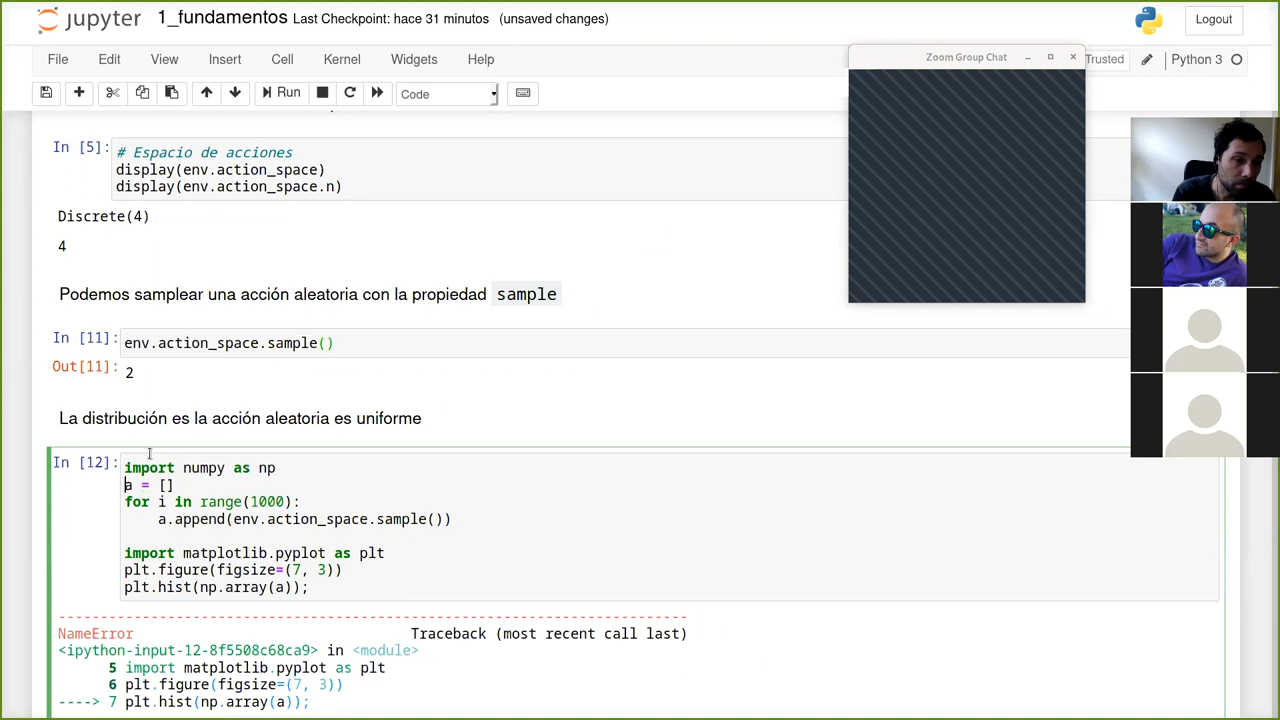 jupyter 1_fundamentos Last Checkpoint: hace 31 minutos (unsaved changes)
Logout
File Edit View Insert Cell Kernel Widgets Help
Trusted
Python 3
Run
Code
Zoom Group Chat
In [5]:
# Espacio de acciones
display(env.action_space)
display(env.action_space.n)
Discrete(4)
4
Podemos samplear una acción aleatoria con la propiedad sample
In [11]:
env.action_space.sample()
Out[11]:
2
La distribución es la acción aleatoria es uniforme
In [12]:
import numpy as np
a = []
for i in range(1000):
    a.append(env.action_space.sample())
import matplotlib.pyplot as plt
plt.figure(figsize=(7, 3))
plt.hist(np.array(a));
---------------------------------------------------------------------------
NameError Traceback (most recent call last)
<ipython-input-12-8f5508c68ca9> in <module>
5 import matplotlib.pyplot as plt
6 plt.figure(figsize=(7, 3))
----> 7 plt.hist(np.array(a));